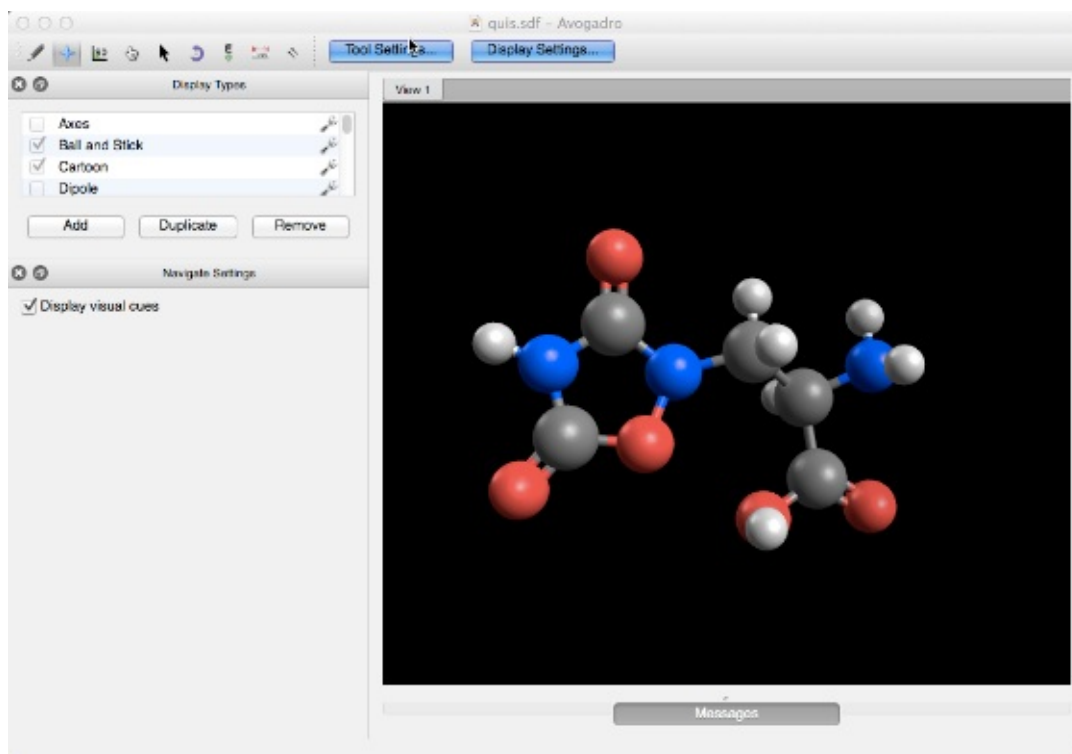 quis.sdf - Avogadro
Tool Settings... Display Settings...
Display Types
View 1
Axes
Ball and Stick
Cartoon
Dipole
Add Duplicate Remove
Navigate Settings
Display visual cues
Messages